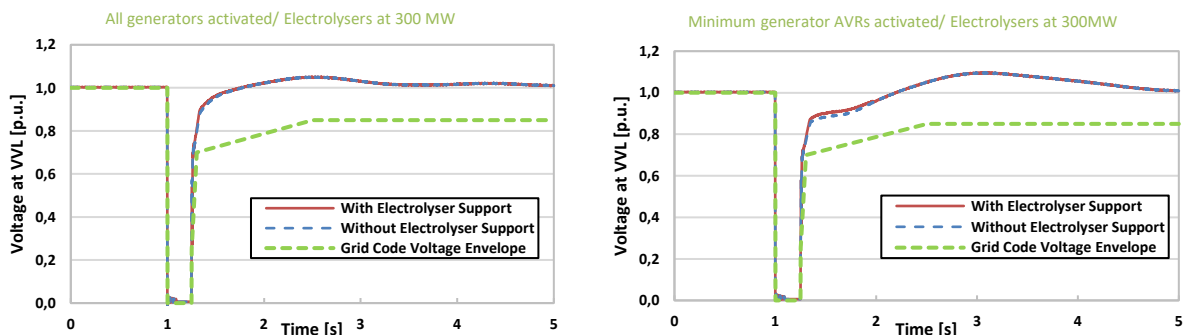 All generators activated/ Electrolysers at 300 MW
Voltage at VVL [p.u.]
1,2
1,0
0,8
0,6
0,4
0,2
0,0
With Electrolyser Support
Without Electrolyser Support
Grid Code Voltage Envelope
0 1 2 3 4 5
Time [s]
Minimum generator AVRs activated/ Electrolysers at 300MW
Voltage at VVL [p.u.]
1,2
1,0
0,8
0,6
0,4
0,2
0,0
With Electrolyser Support
Without Electrolyser Support
Grid Code Voltage Envelope
0 1 2 3 4 5
Time [s]